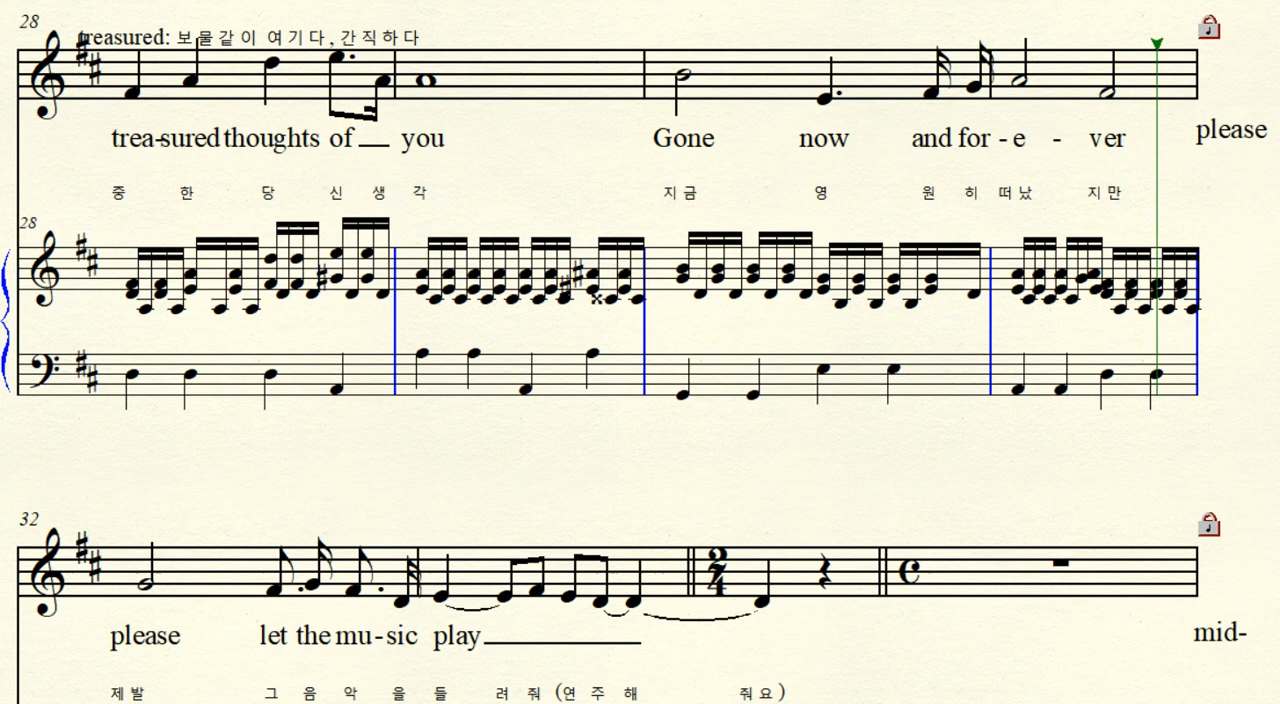 28
treasured: 보물같이 여기다, 간직하다
trea-sured thoughts of you Gone now and for - e - ver please
중 한 당 신 생 각 지금 영 원 히 떠났 지만
28
32
2
4
please let the mu - sic play mid-
제발 그 음 악 을 들 려 줘 (연 주 해 줘요)